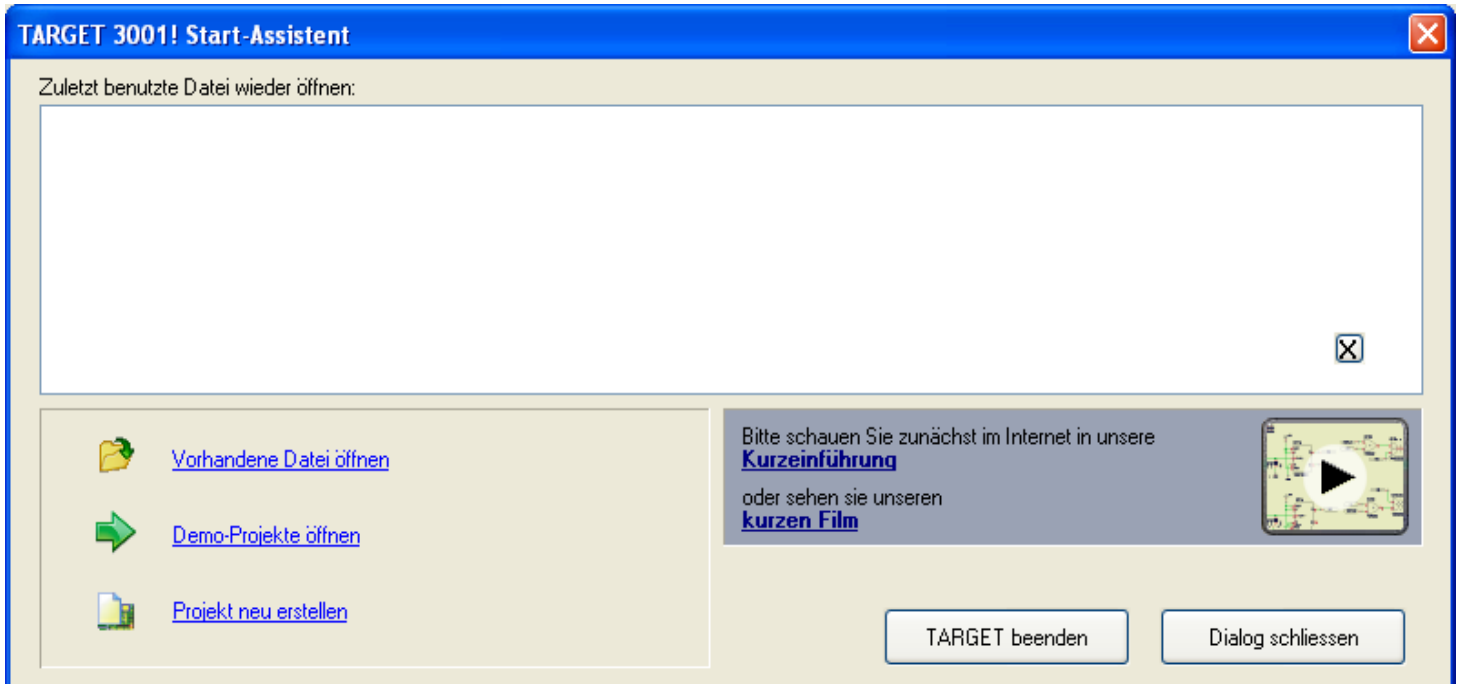 TARGET 3001! Start-Assistent
Zuletzt benutzte Datei wieder öffnen:
X
Vorhandene Datei öffnen
Demo-Projekte öffnen
Projekt neu erstellen
Bitte schauen Sie zunächst im Internet in unsere
Kurzeinführung
oder sehen sie unseren
kurzen Film
TARGET beenden
Dialog schliessen